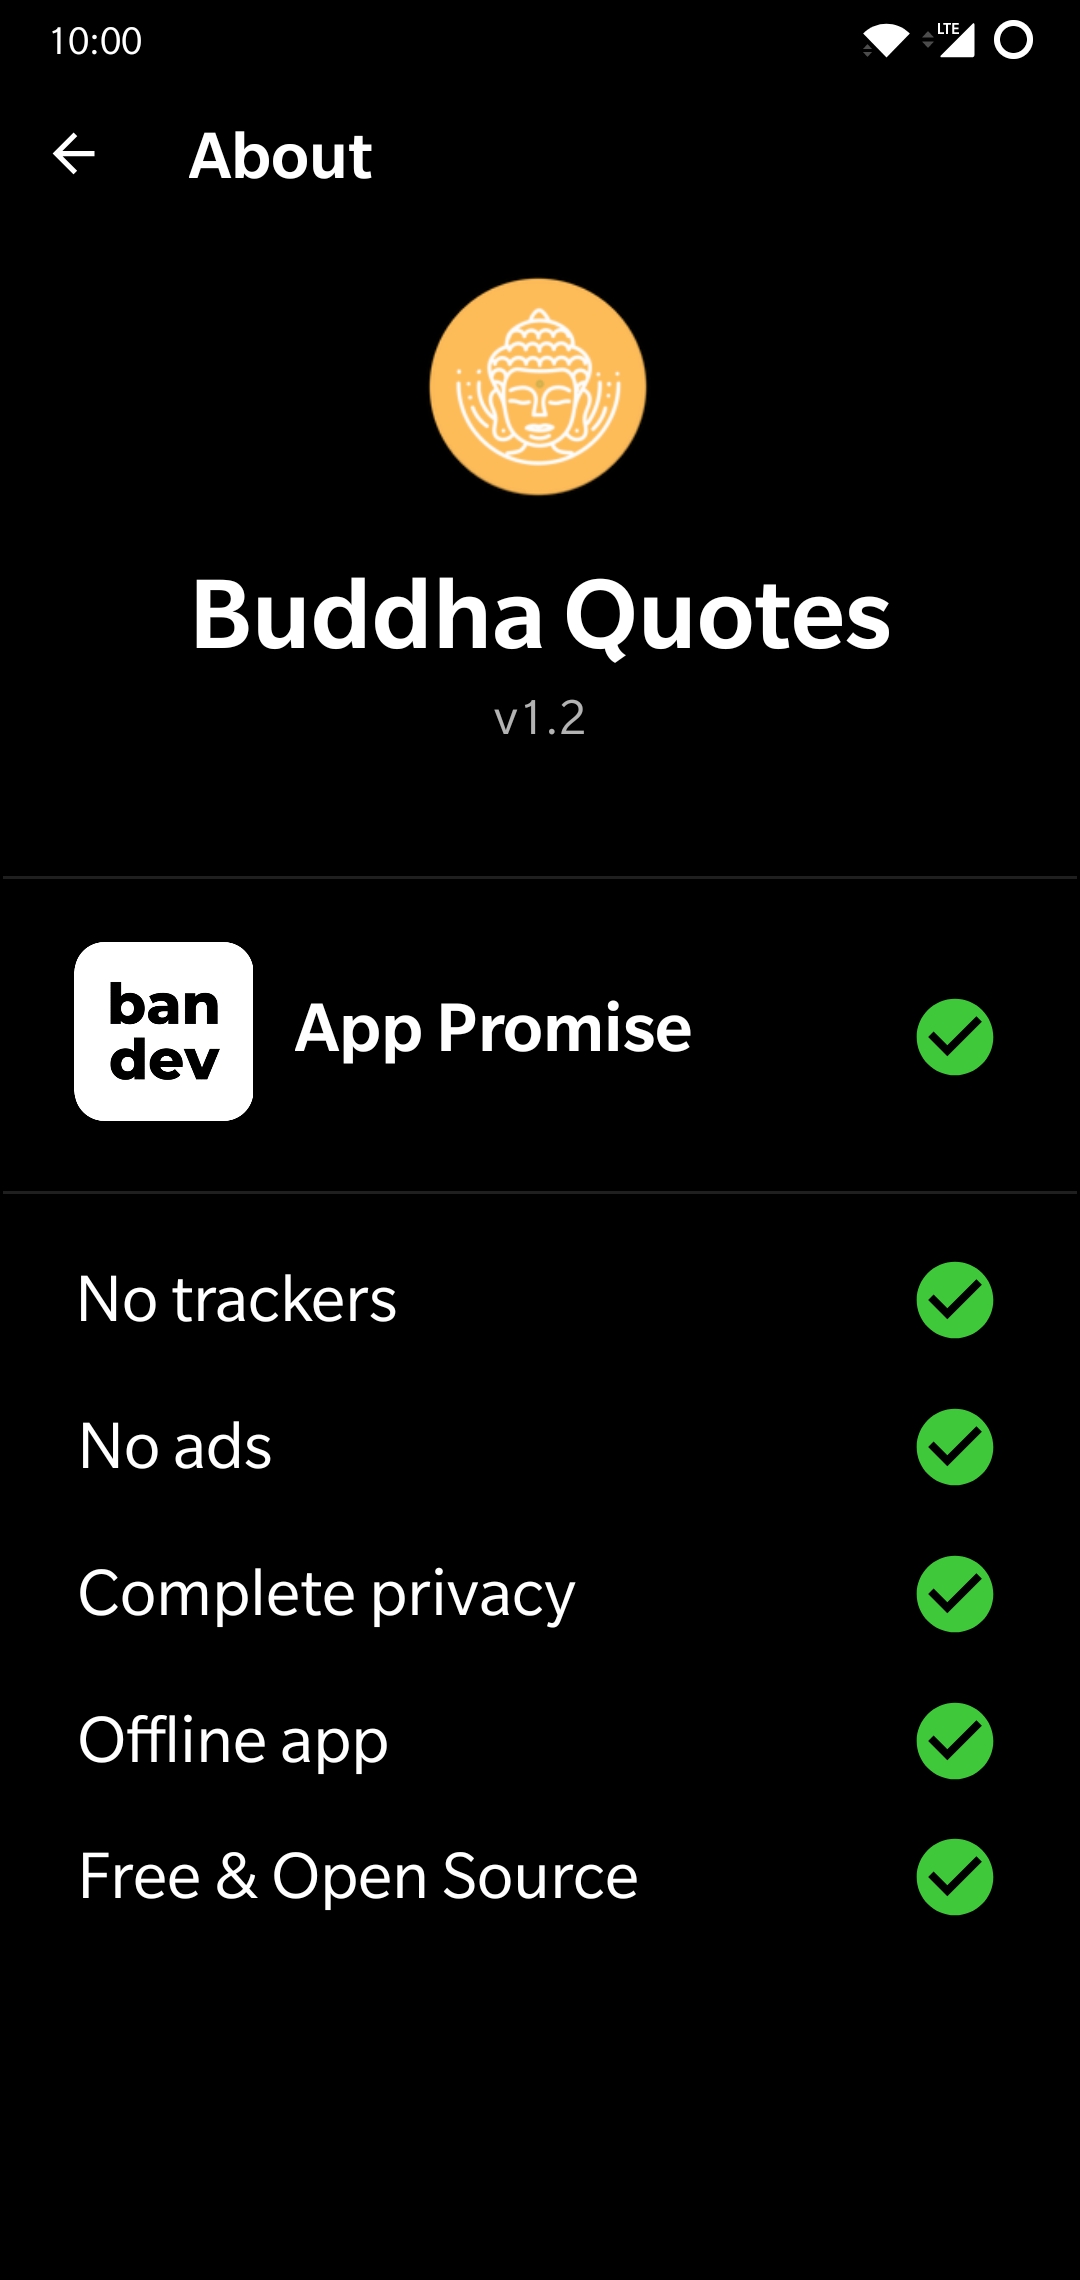 10:00
LTE
About
Buddha Quotes
v1.2
ban
dev
App Promise
No trackers
No ads
Complete privacy
Offline app
Free & Open Source